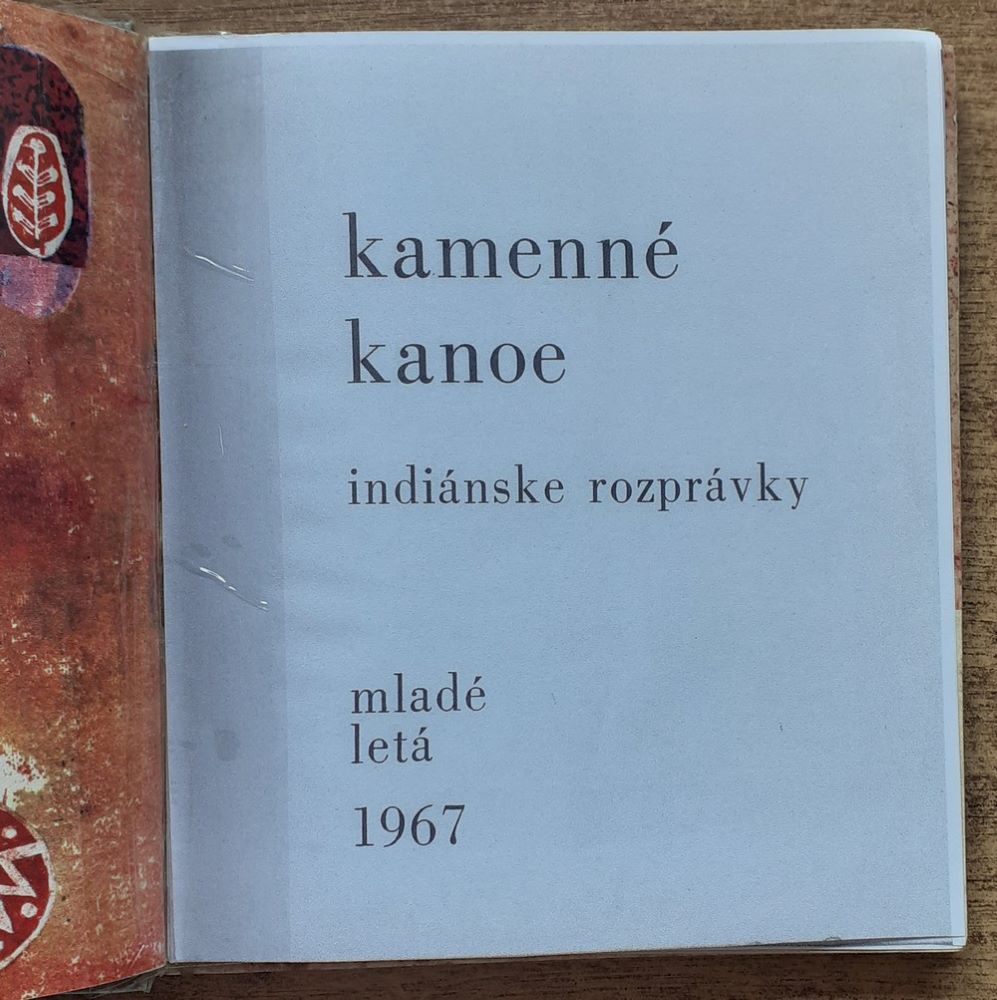 kamenné
kanoe
indiánske rozprávky
mladé
letá
1967